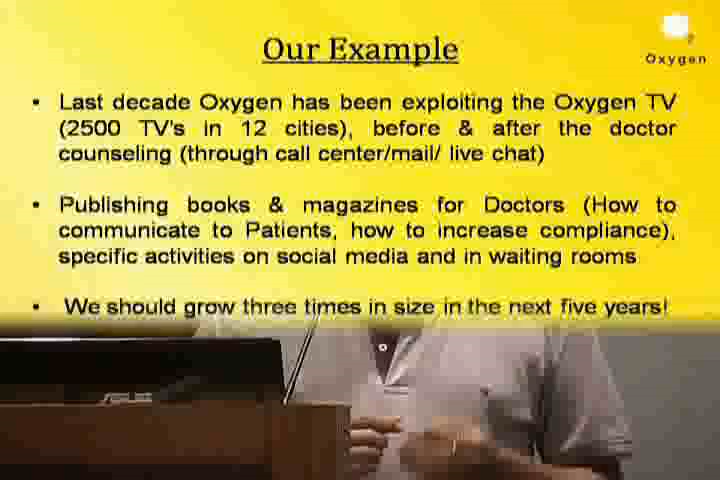 Our Example
Oxygen
• Last decade Oxygen has been exploiting the Oxygen TV
(2500 TV's in 12 cities), before & after the doctor
counseling (through call center/mail/ live chat)
• Publishing books & magazines for Doctors (How to
communicate to Patients, how to increase compliance),
specific activities on social media and in waiting rooms
• We should grow three times in size in the next five years!
ASUS